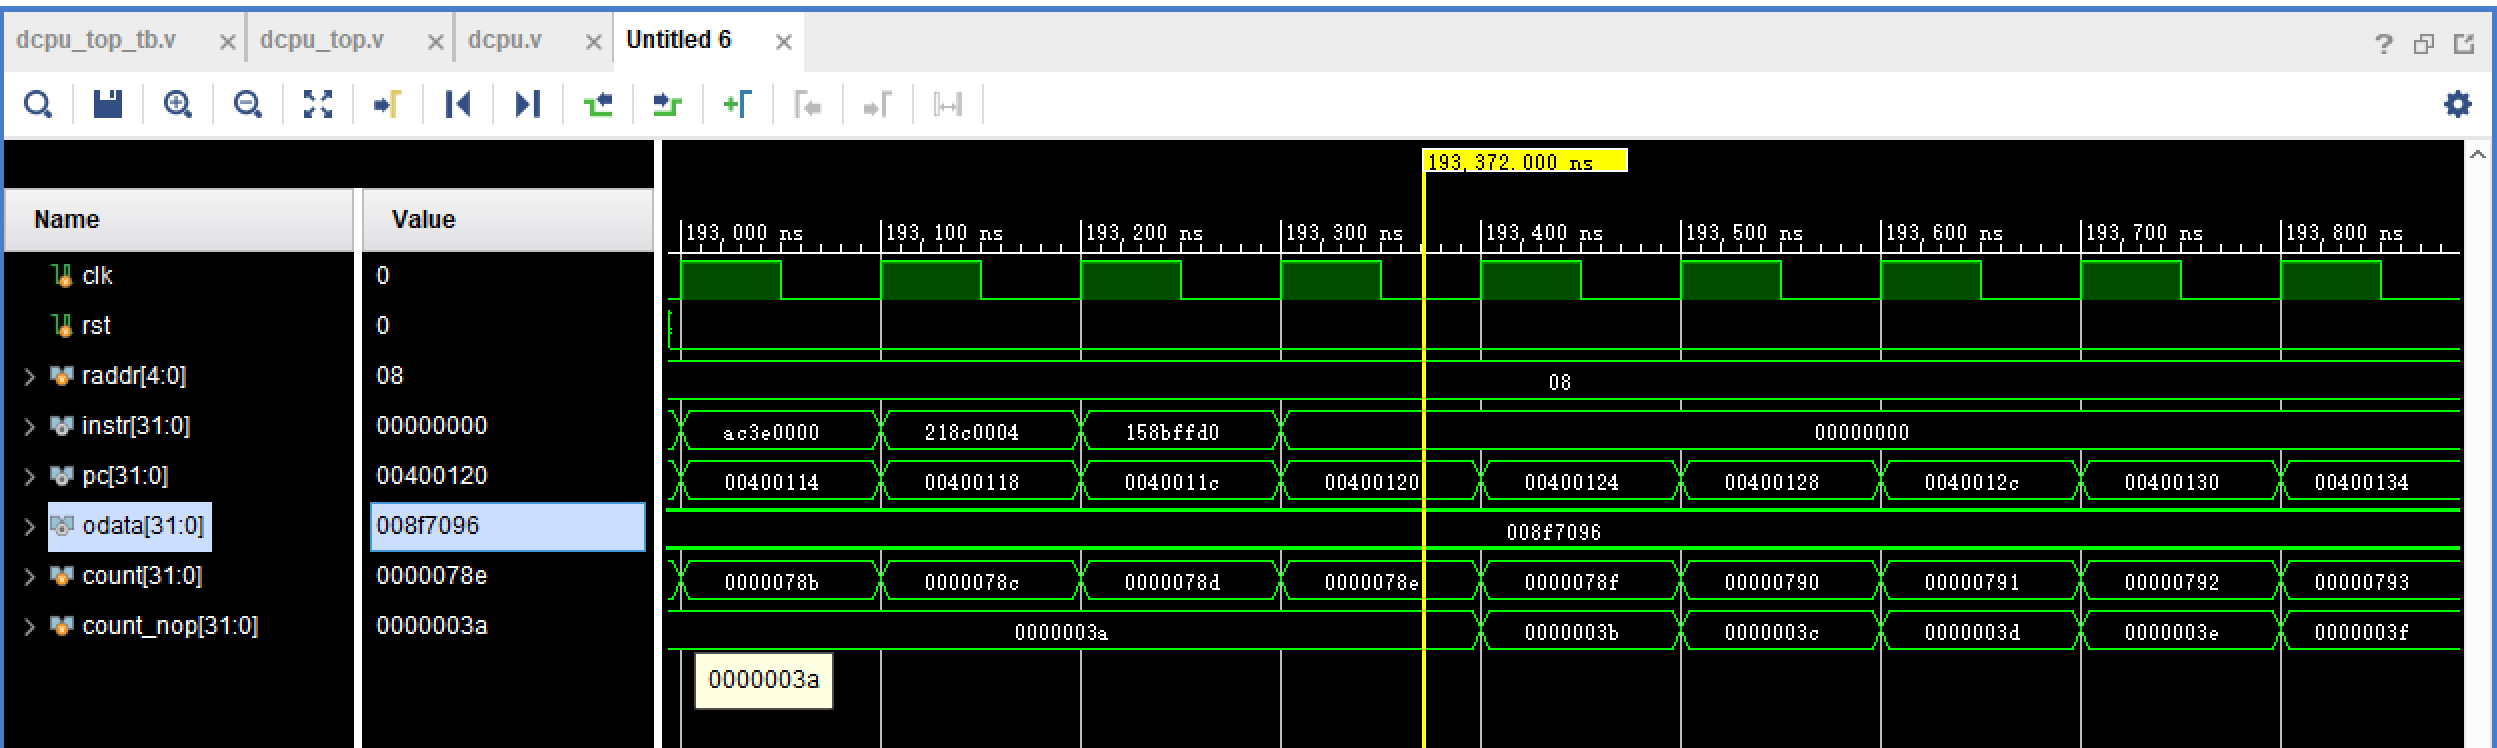 dcpu_top_tb.v × dcpu_top.v × dcpu.v × Untitled 6 × ?
193,372.000 ns
Name Value
193,000 ns 193,100 ns 193,200 ns 193,300 ns 193,400 ns 193,500 ns 193,600 ns 193,700 ns 193,800 ns
clk 0
rst 0
raddr[4:0] 08 08
instr[31:0] 00000000 ac3e0000 218c0004 158bffd0 00000000
pc[31:0] 00400120 00400114 00400118 0040011c 00400120 00400124 00400128 0040012c 00400130 00400134
odata[31:0] 008f7096 008f7096
count[31:0] 0000078e 0000078b 0000078c 0000078d 0000078e 0000078f 00000790 00000791 00000792 00000793
count_nop[31:0] 0000003a 0000003a 0000003b 0000003c 0000003d 0000003e 0000003f
0000003a